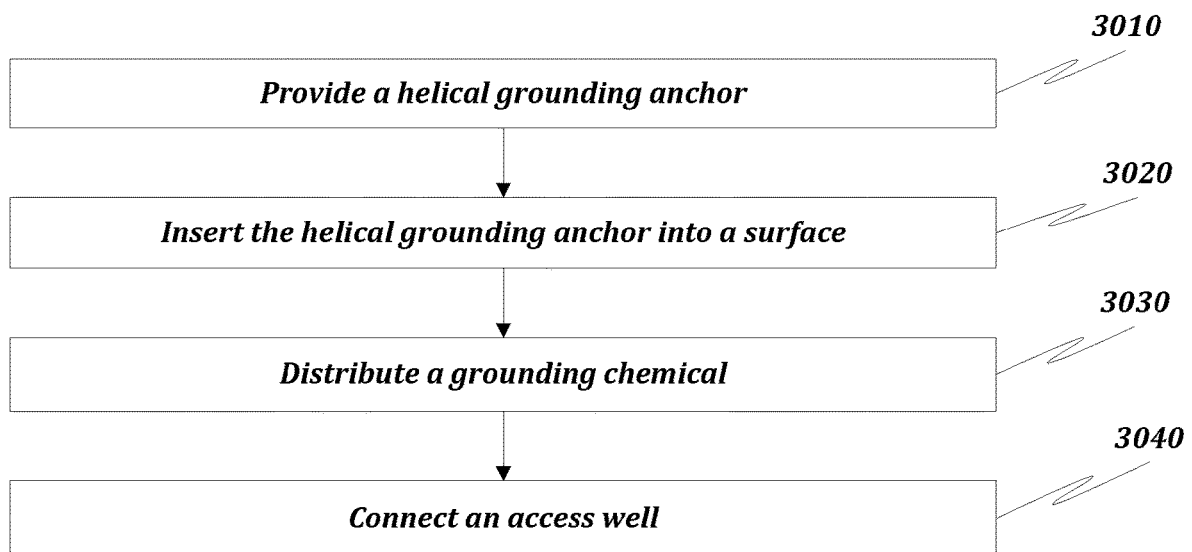 3010
Provide a helical grounding anchor
3020
Insert the helical grounding anchor into a surface
3030
Distribute a grounding chemical
3040
Connect an access well